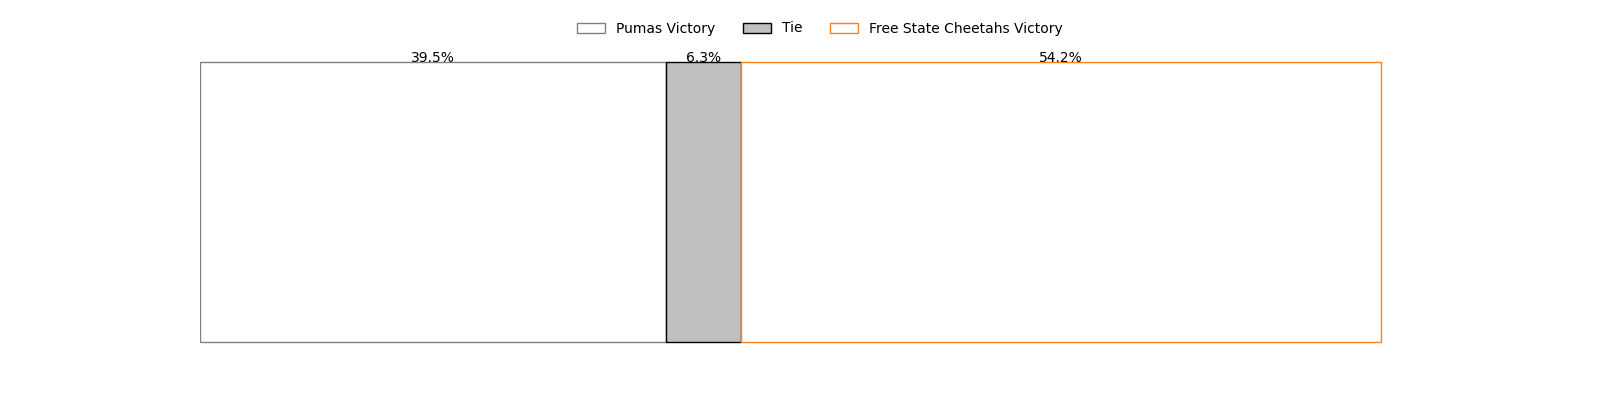 Pumas Victory Tie Free State Cheetahs Victory
39.5% 6.3% 54.2%